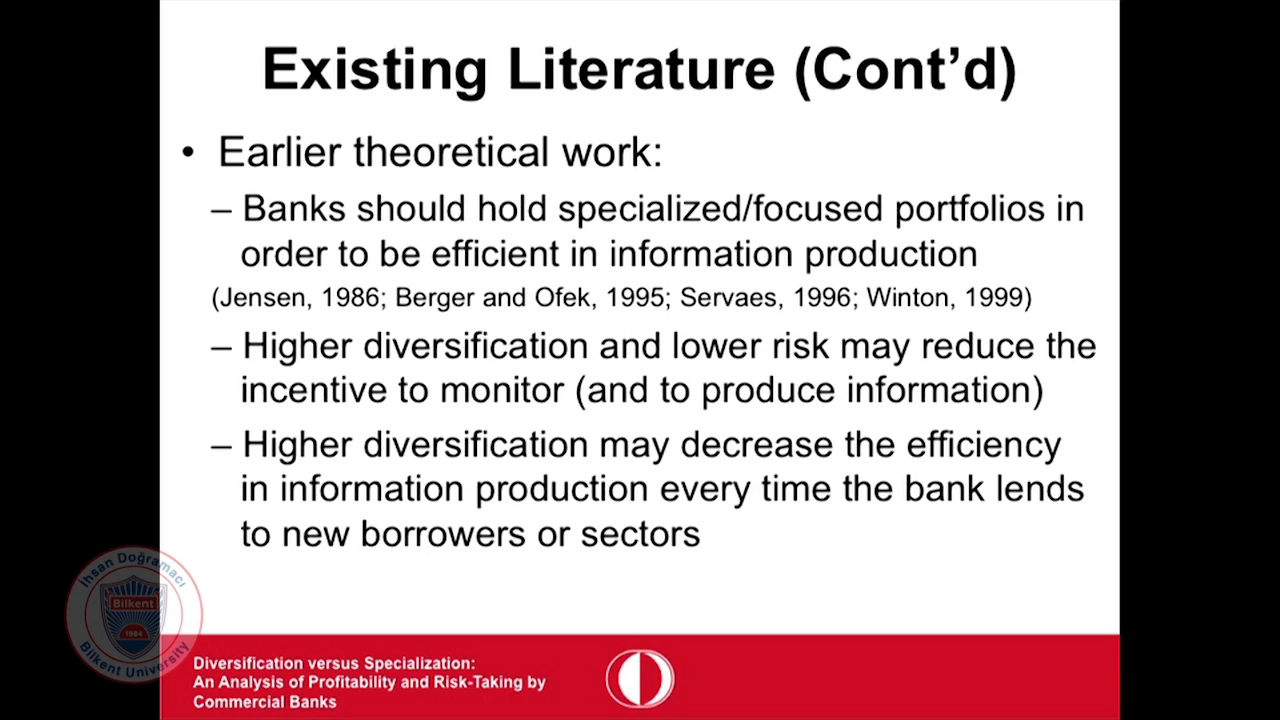 Existing Literature (Cont’d)
• Earlier theoretical work:
– Banks should hold specialized/focused portfolios in
order to be efficient in information production
(Jensen, 1986; Berger and Ofek, 1995; Servaes, 1996; Winton, 1999)
– Higher diversification and lower risk may reduce the
incentive to monitor (and to produce information)
– Higher diversification may decrease the efficiency
in information production every time the bank lends
to new borrowers or sectors
İhsan Doğramacı
Bilkent
1984
Bilkent University
Diversification versus Specialization:
An Analysis of Profitability and Risk-Taking by
Commercial Banks